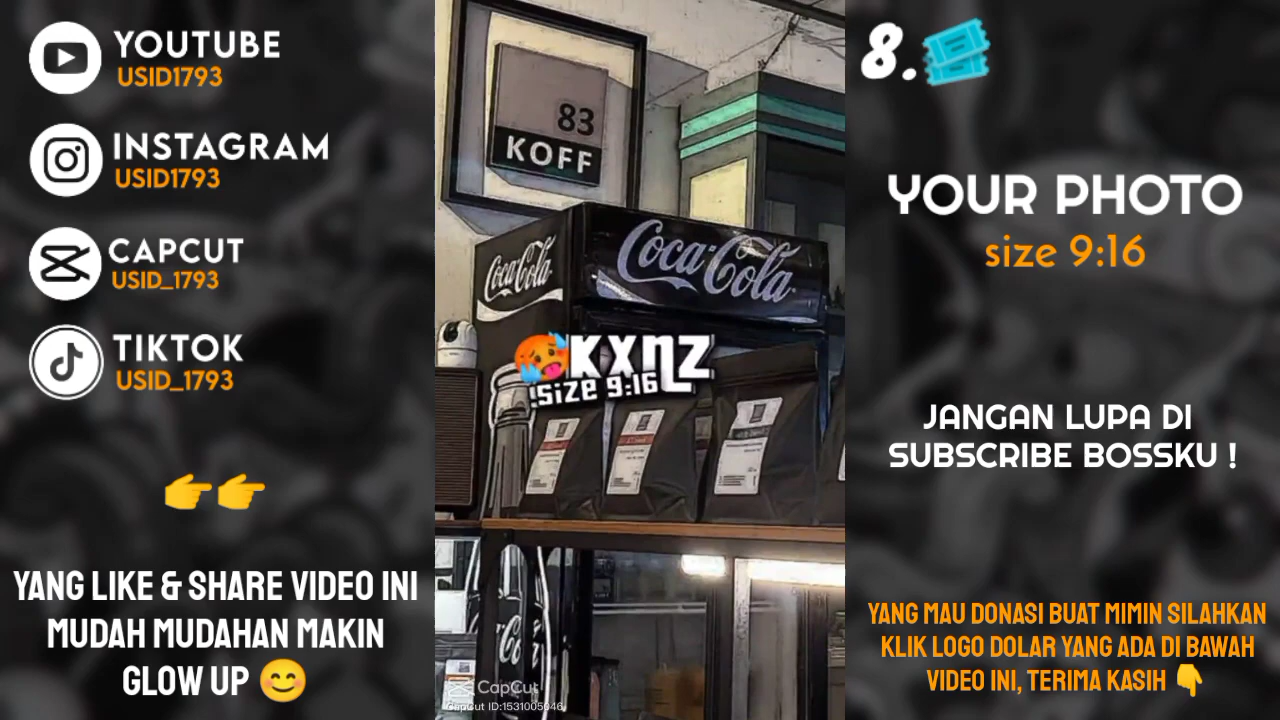 YOUTUBE
USID1793
INSTAGRAM
USID1793
CAPCUT
USID_1793
TIKTOK
USID_1793
👉👉
YANG LIKE & SHARE VIDEO INI
MUDAH MUDAHAN MAKIN
GLOW UP 😊
83
KOFF
Coca-Cola
Coca-Cola
🥵KXNZ
!Size 9:16
CapCut
CapCut ID:1531005046
8.🎟️
YOUR PHOTO
size 9:16
JANGAN LUPA DI
SUBSCRIBE BOSSKU !
YANG MAU DONASI BUAT MIMIN SILAHKAN
KLIK LOGO DOLAR YANG ADA DI BAWAH
VIDEO INI, TERIMA KASIH 👇